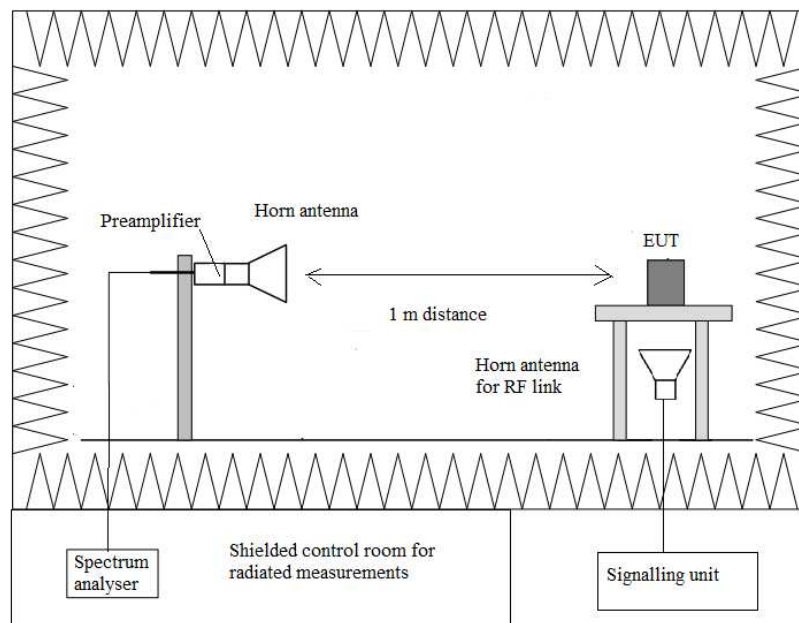 Horn antenna
Preamplifier
EUT
1 m distance
Horn antenna
for RF link
Spectrum
analyser
Shielded control room for
radiated measurements
Signalling unit